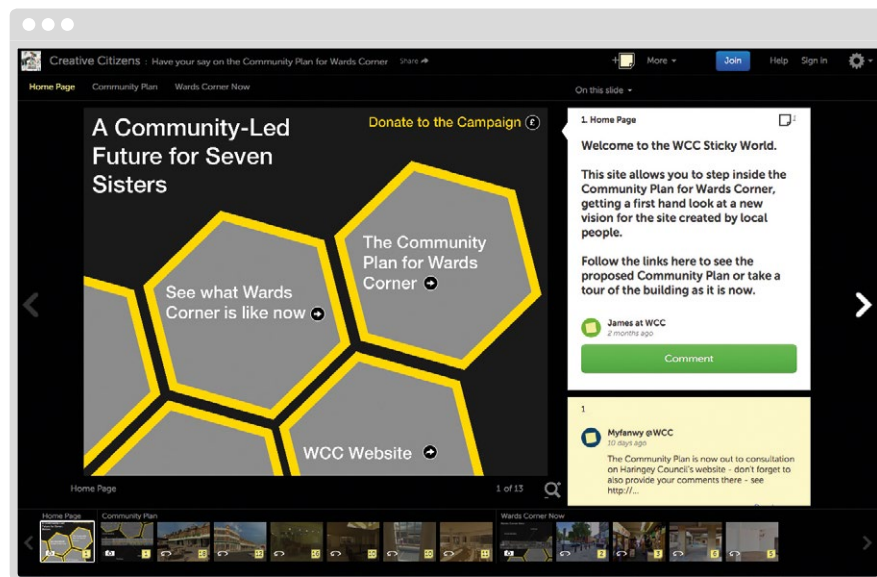 Creative Citizens : Have your say on the Community Plan for Wards Corner
Share
More
Join
Help
Sign in
Home Page
Community Plan
Wards Corner Now
On this slide
A Community-Led
Future for Seven
Sisters
Donate to the Campaign £
See what Wards
Corner is like now
The Community
Plan for Wards
Corner
WCC Website
1. Home Page
Welcome to the WCC Sticky World.
This site allows you to step inside the
Community Plan for Wards Corner,
getting a first hand look at a new
vision for the site created by local
people.
Follow the links here to see the
proposed Community Plan or take a
tour of the building as it is now.
James at WCC
2 months ago
Comment
1
Myfanwy @WCC
10 days ago
The Community Plan is now out to consultation
on Haringey Council's website - don't forget to
also provide your comments there - see
http://...
Home Page
1 of 13
Home Page
Community Plan
Wards Corner Now